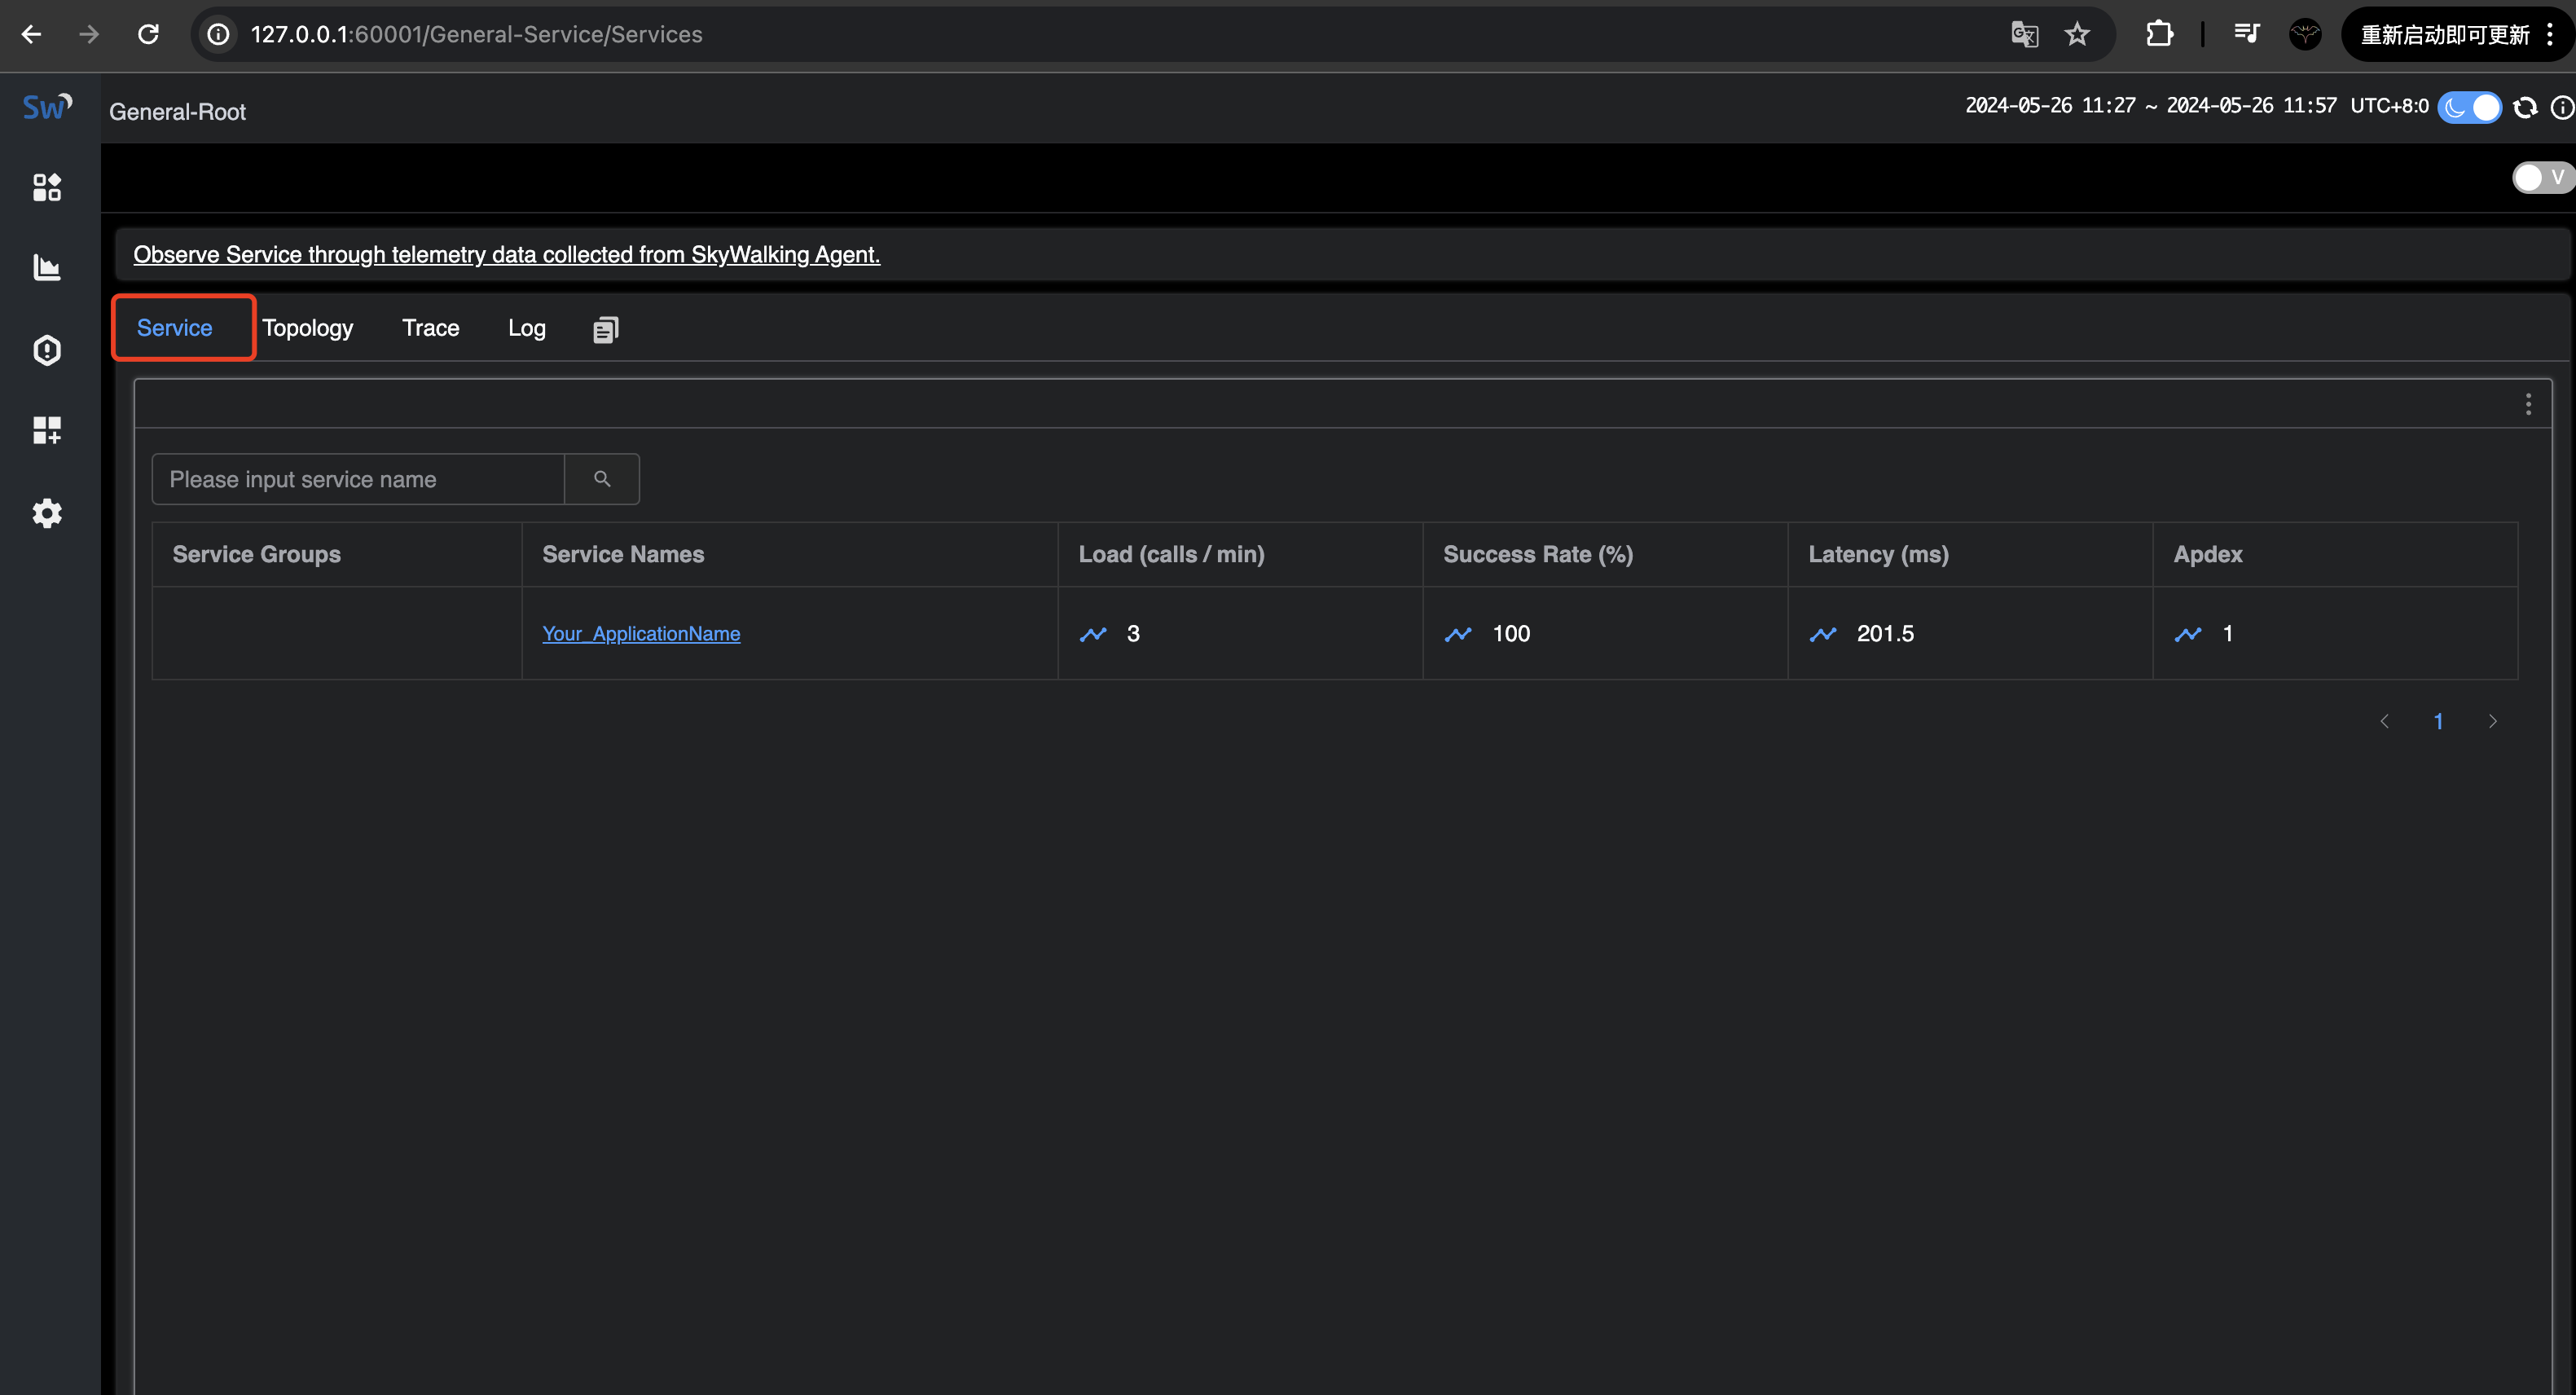 127.0.0.1:60001/General-Service/Services
重新启动即可更新
Sw
General-Root
2024-05-26 11:27 ~ 2024-05-26 11:57 UTC+8:0
V
Observe Service through telemetry data collected from SkyWalking Agent.
Service Topology Trace Log
Please input service name
Service Groups Service Names Load (calls / min) Success Rate (%) Latency (ms) Apdex
Your_ApplicationName 3 100 201.5 1
1